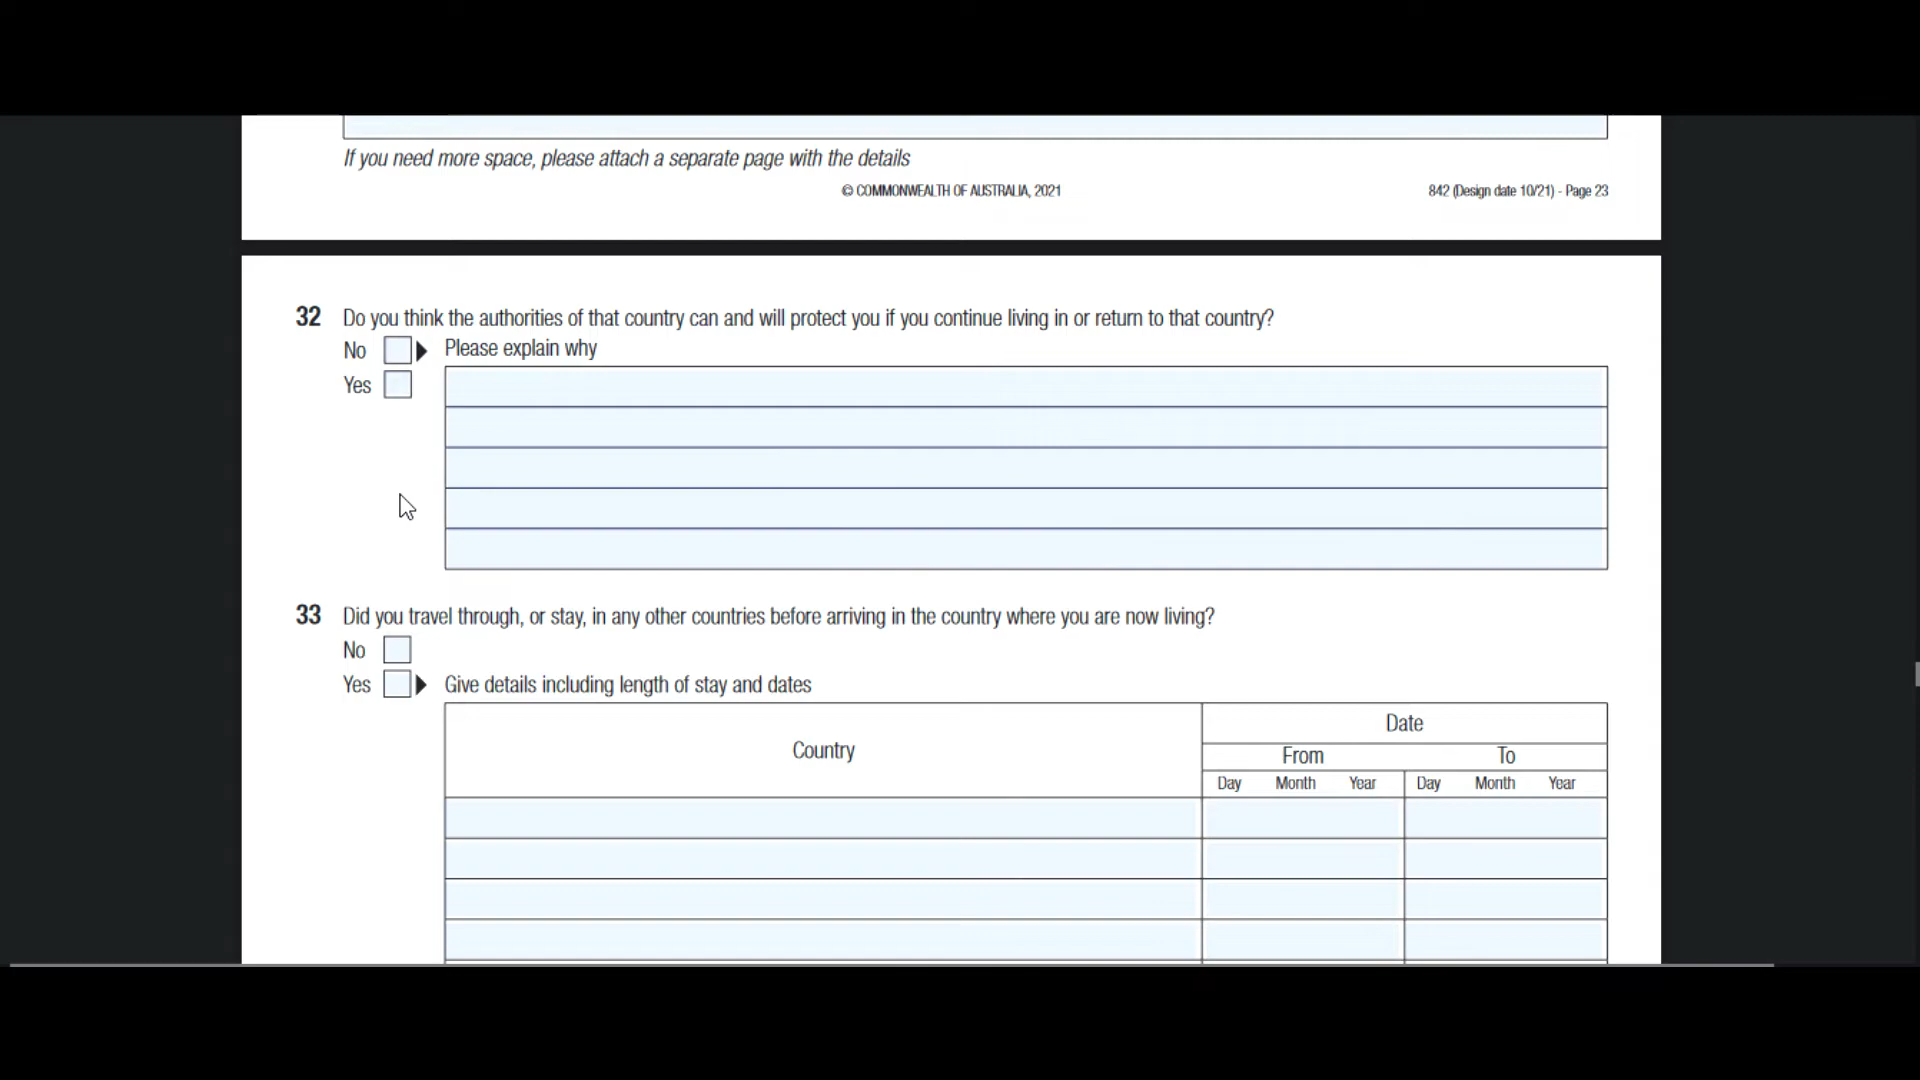 If you need more space, please attach a separate page with the details
© COMMONWEALTH OF AUSTRALIA, 2021
842 (Design date 10/21) - Page 23
32 Do you think the authorities of that country can and will protect you if you continue living in or return to that country?
No Please explain why
Yes
33 Did you travel through, or stay, in any other countries before arriving in the country where you are now living?
No
Yes Give details including length of stay and dates
Date
Country
From To
Day Month Year Day Month Year